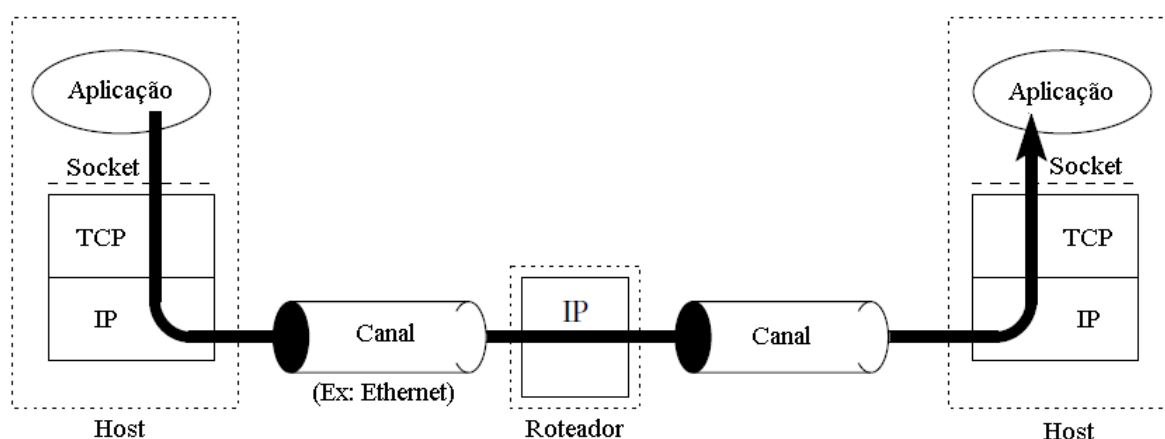 Aplicação
Aplicação
Socket
Socket
TCP
TCP
IP
IP
IP
Canal
Canal
(Ex: Ethernet)
Host
Roteador
Host